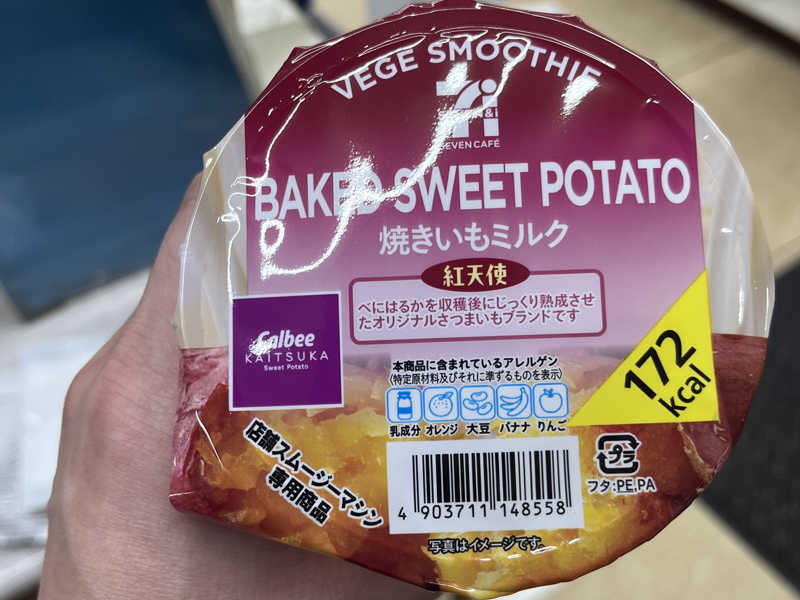 VEGE SMOOTHIE
&i
SEVEN CAFÉ
BAKED SWEET POTATO
焼きいもミルク
紅天使
べにはるかを収穫後にじっくり熟成させ
たオリジナルさつまいもブランドです
Calbee
KAITSUKA
Sweet Potato
172
kcal
本商品に含まれているアレルゲン
(特定原材料及びそれに準ずるものを表示)
乳成分 オレンジ 大豆 バナナ りんご
店舗スムージーマシン
専用商品
4 903711 148558
プラ
フタ:PE,PA
写真はイメージです